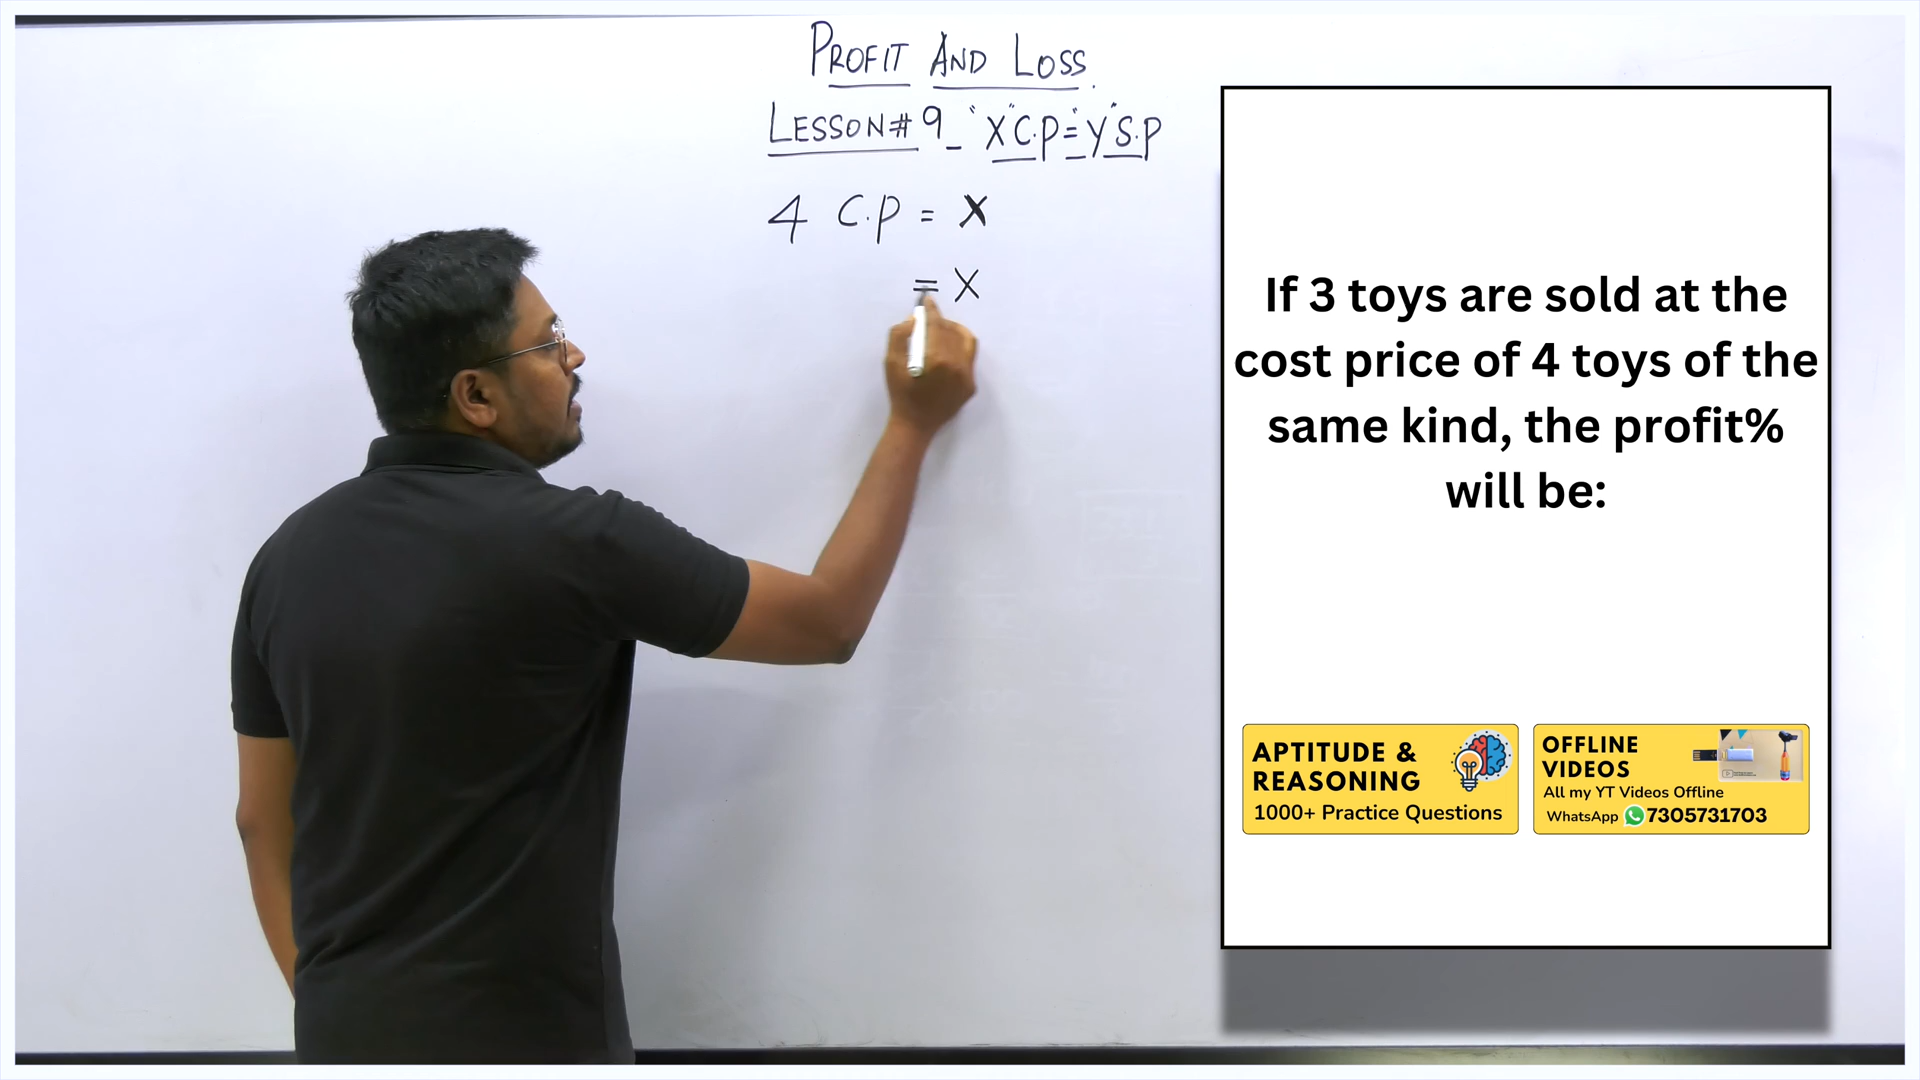 PROFIT AND LOSS
LESSON# 9 - "X" C.P "=" Y" S.P
4 C.P = X
= X
If 3 toys are sold at the
cost price of 4 toys of the
same kind, the profit%
will be:
APTITUDE &
REASONING
1000+ Practice Questions
OFFLINE
VIDEOS
All my YT Videos Offline
WhatsApp 7305731703